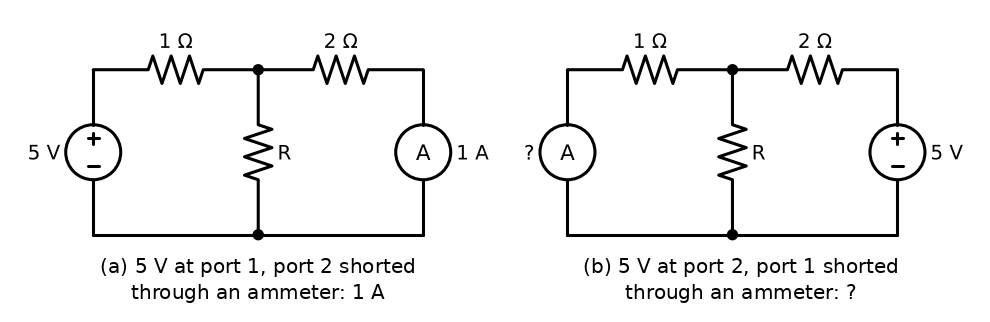 1 Ω
2 Ω
5 V
+
−
R
A
1 A
(a) 5 V at port 1, port 2 shorted
through an ammeter: 1 A
1 Ω
2 Ω
?
A
R
+
−
5 V
(b) 5 V at port 2, port 1 shorted
through an ammeter: ?